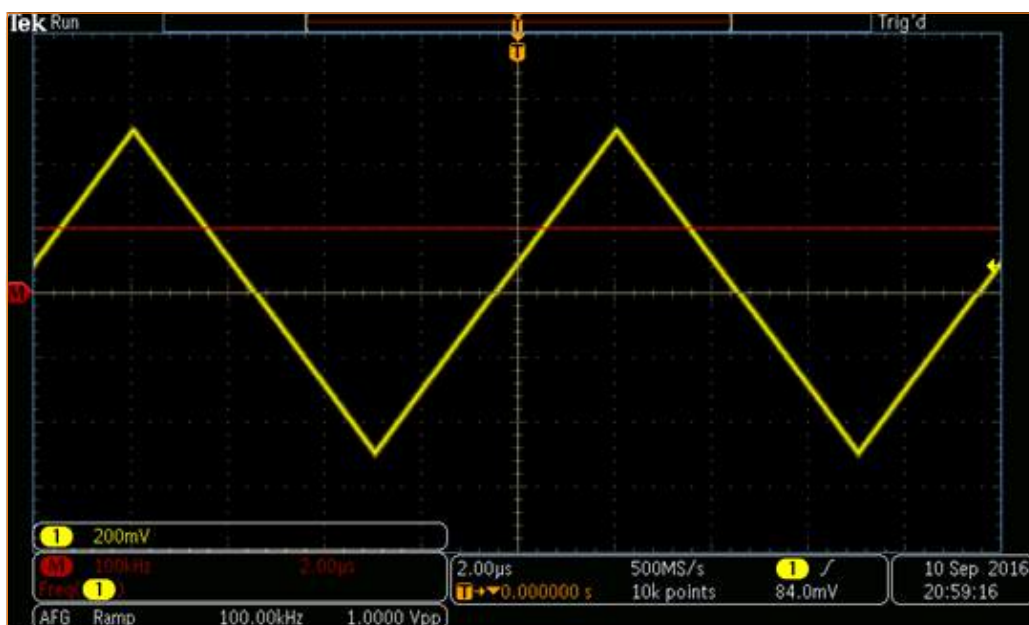 Tek Run Trig'd
T
T
M
1 200mV
M 100kHz 2.00µs
Freq(1)
2.00µs 500MS/s 1 10 Sep 2016
T→▼0.000000 s 10k points 84.0mV 20:59:16
AFG Ramp 100.00kHz 1.0000 Vpp